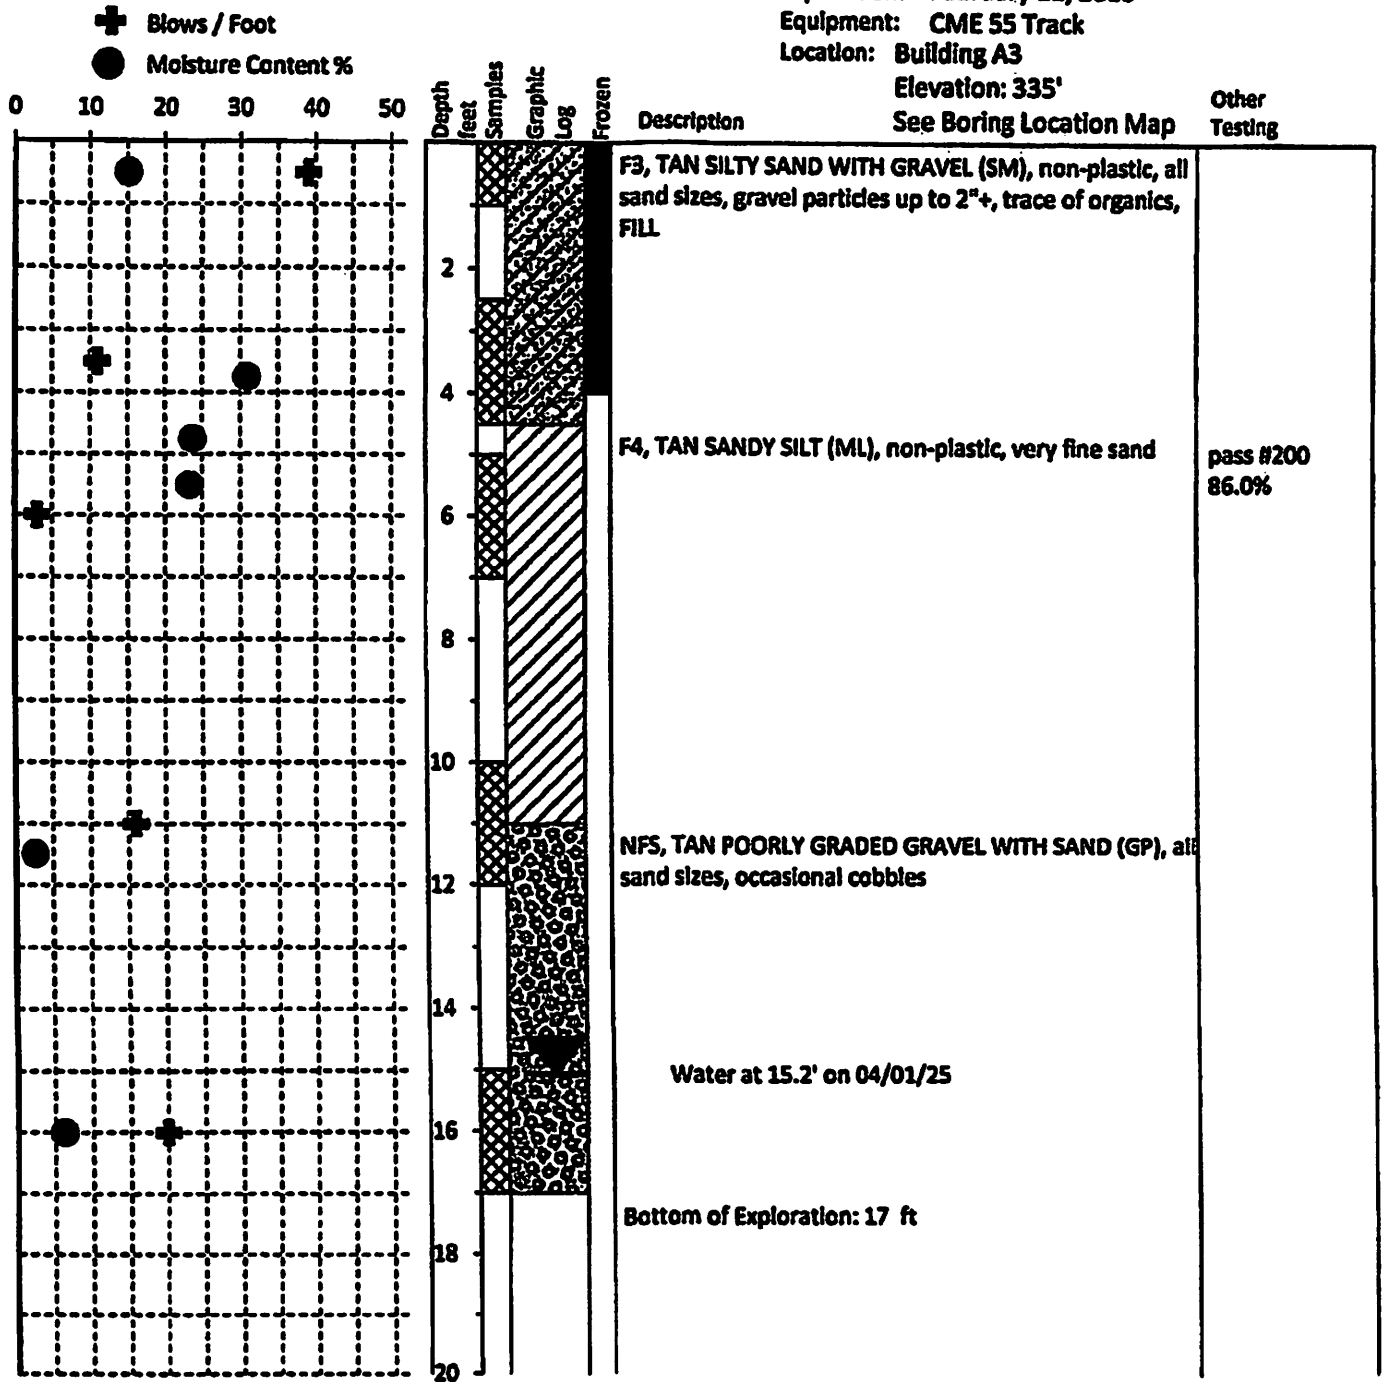 Blows / Foot
Moisture Content %
Equipment: CME 55 Track
Location: Building A3
Elevation: 335'
See Boring Location Map
0 10 20 30 40 50
Depth feet
Samples
Graphic Log
Frozen
Description
Other
Testing
F3, TAN SILTY SAND WITH GRAVEL (SM), non-plastic, all
sand sizes, gravel particles up to 2"+, trace of organics,
FILL
2
4
F4, TAN SANDY SILT (ML), non-plastic, very fine sand
pass #200
86.0%
6
8
10
NFS, TAN POORLY GRADED GRAVEL WITH SAND (GP), all
sand sizes, occasional cobbles
12
14
Water at 15.2' on 04/01/25
16
Bottom of Exploration: 17 ft
18
20